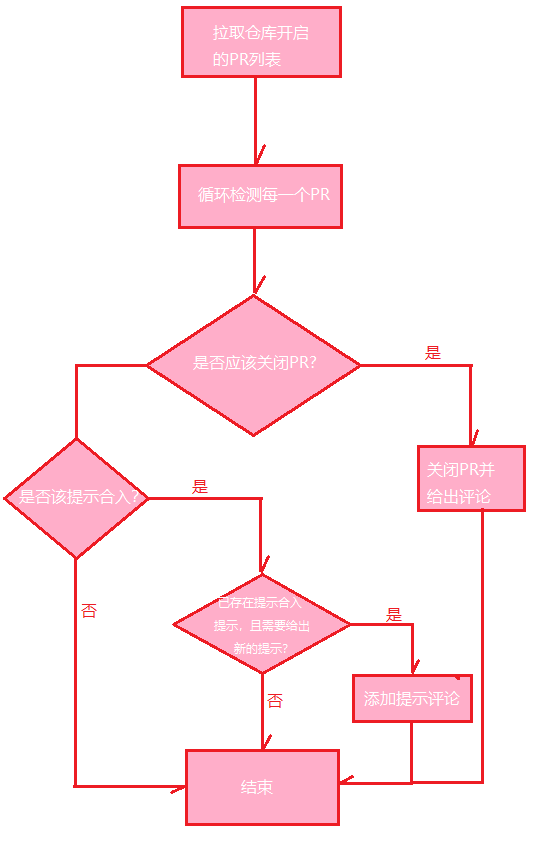 拉取仓库开启
的PR列表
循环检测每一个PR
是否应该关闭PR?
是
关闭PR并
给出评论
是否该提示合入?
是
否
已存在提示合入
提示，且需要给出
新的提示?
是
否
添加提示评论
结束